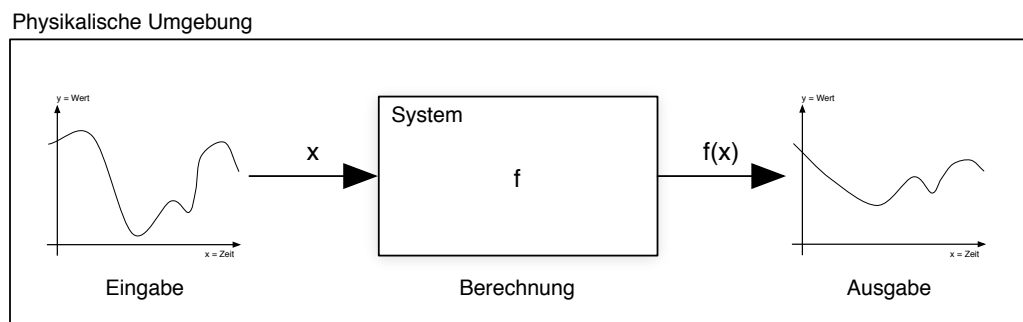 Physikalische Umgebung
y = Wert
x = Zeit
Eingabe
x
System
f
Berechnung
f(x)
y = Wert
x = Zeit
Ausgabe